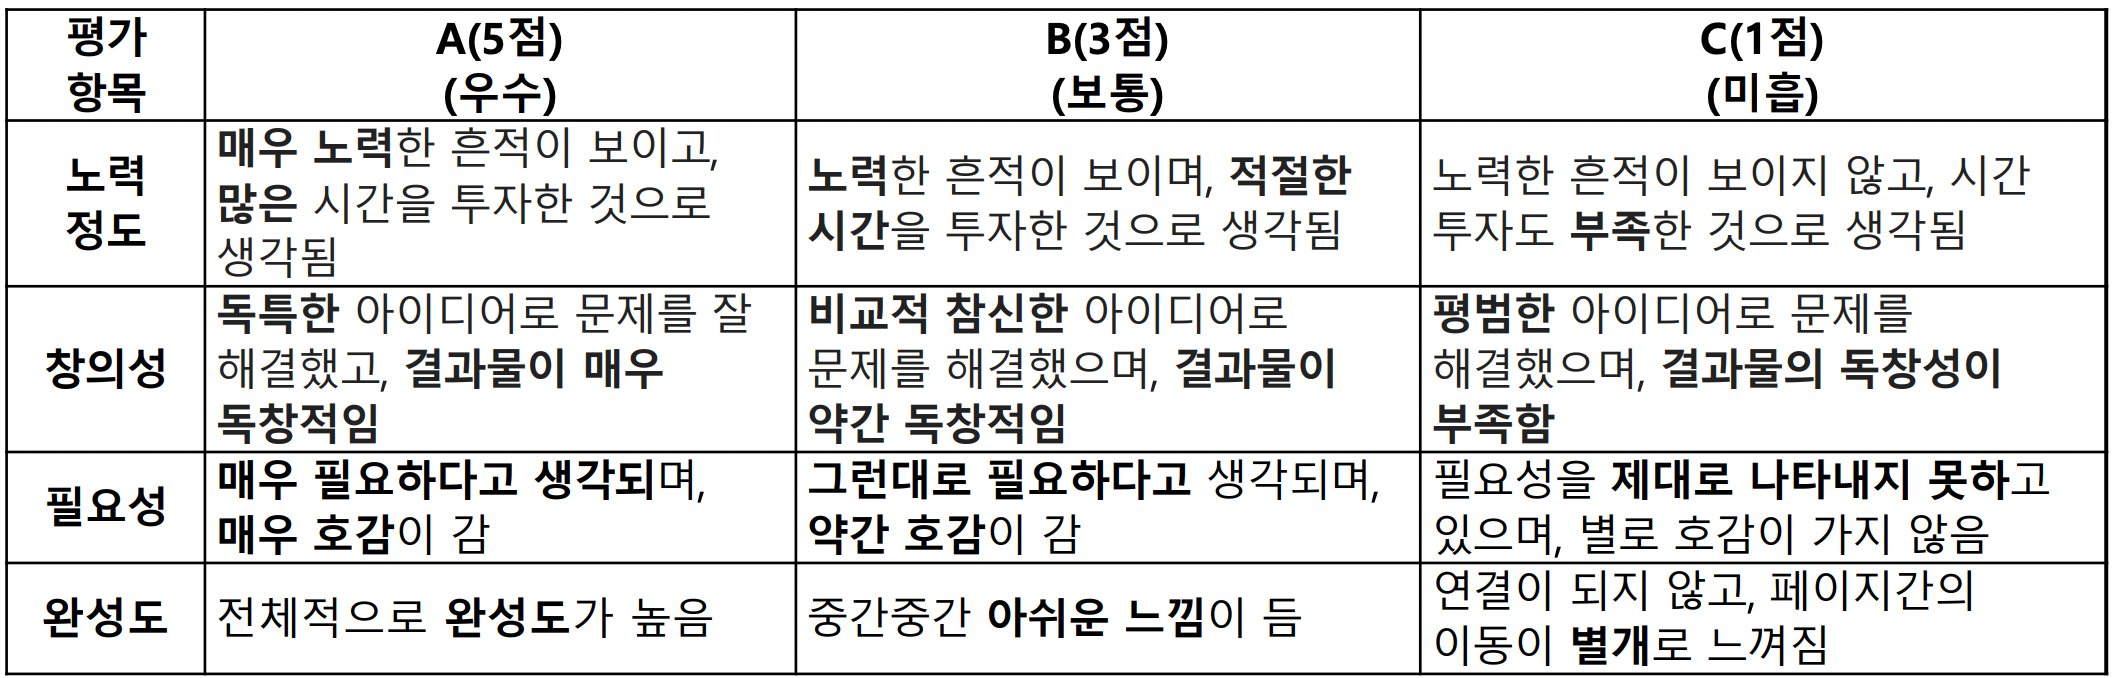 평가
항목
A(5점)
(우수)
B(3점)
(보통)
C(1점)
(미흡)
노력
정도
매우 노력한 흔적이 보이고,
많은 시간을 투자한 것으로
생각됨
노력한 흔적이 보이며, 적절한
시간을 투자한 것으로 생각됨
노력한 흔적이 보이지 않고, 시간
투자도 부족한 것으로 생각됨
창의성
독특한 아이디어로 문제를 잘
해결했고, 결과물이 매우
독창적임
비교적 참신한 아이디어로
문제를 해결했으며, 결과물이
약간 독창적임
평범한 아이디어로 문제를
해결했으며, 결과물의 독창성이
부족함
필요성
매우 필요하다고 생각되며,
매우 호감이 감
그런대로 필요하다고 생각되며,
약간 호감이 감
필요성을 제대로 나타내지 못하고
있으며, 별로 호감이 가지 않음
완성도
전체적으로 완성도가 높음
중간중간 아쉬운 느낌이 듬
연결이 되지 않고, 페이지간의
이동이 별개로 느껴짐